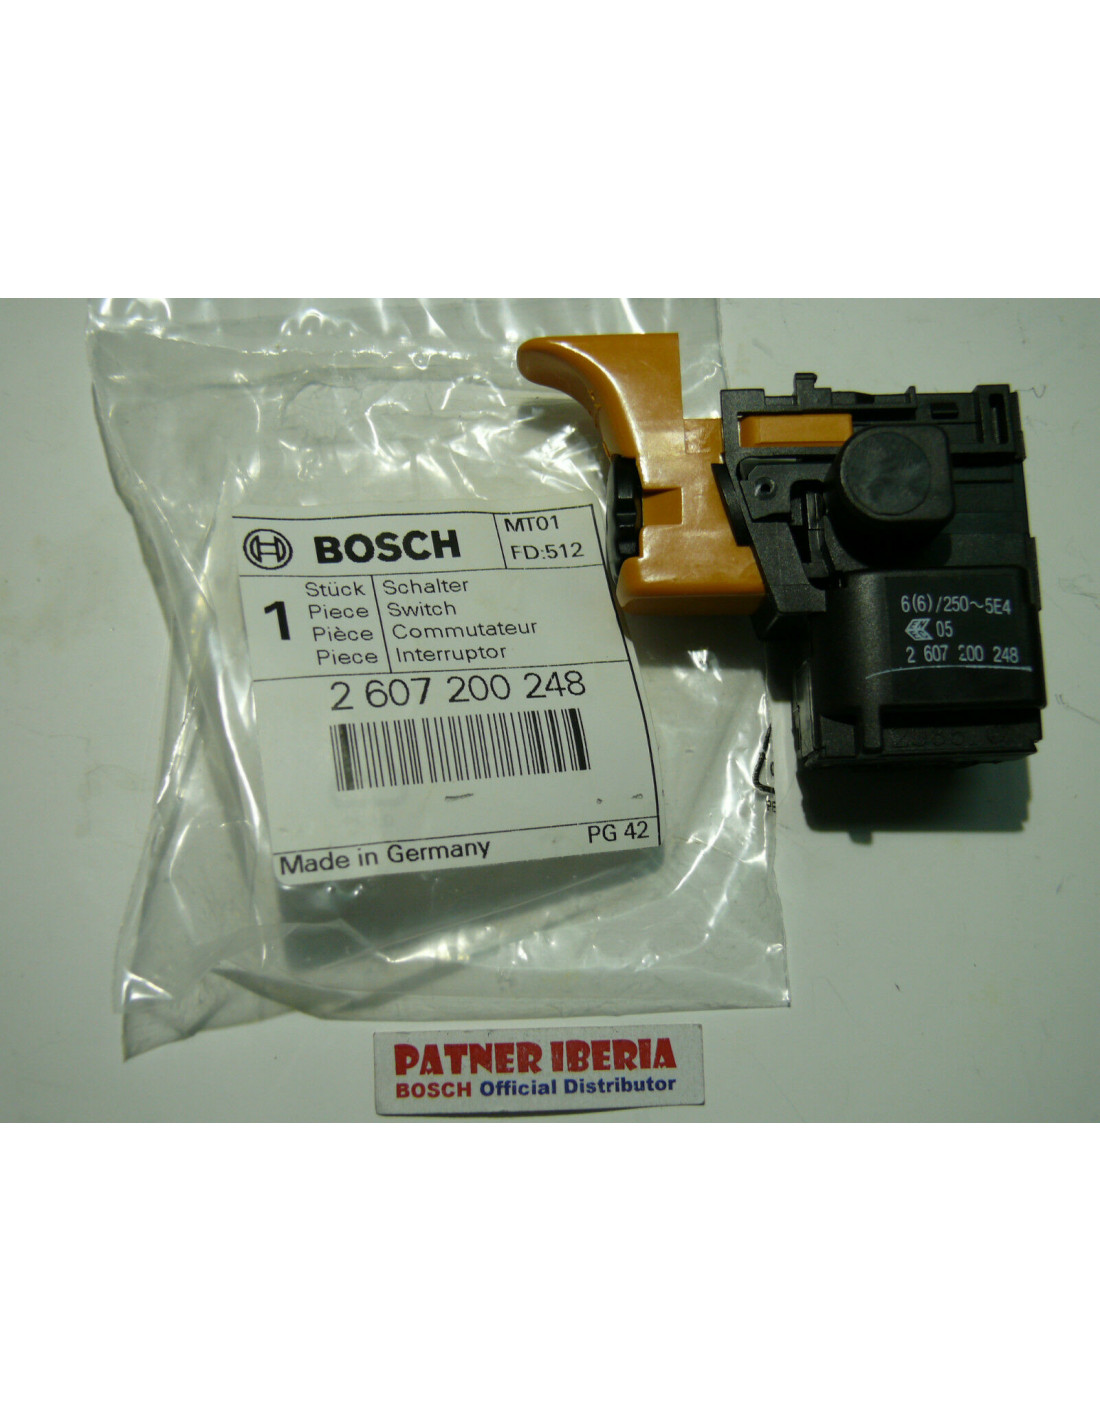 BOSCH
MT01
FD:512
1
Stück Schalter
Piece Switch
Pièce Commutateur
Piece Interruptor
2 607 200 248
Made in Germany
PG 42
6(6)/250~5E4
05
2 607 200 248
PATNER IBERIA
BOSCH Official Distributor